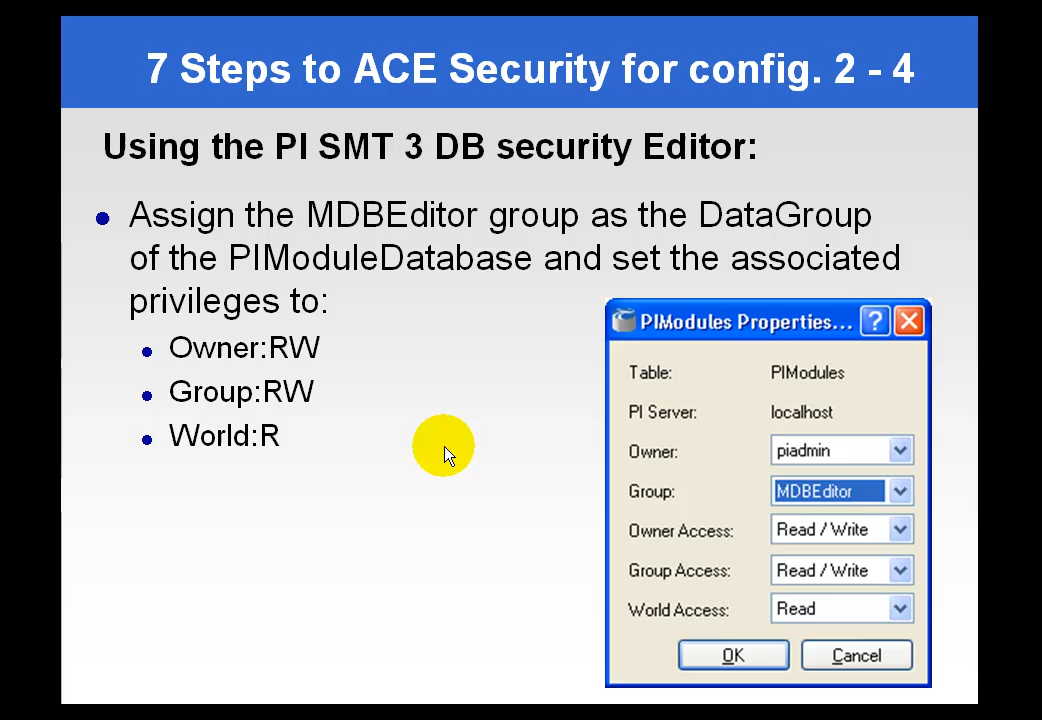 7 Steps to ACE Security for config. 2 - 4
Using the PI SMT 3 DB security Editor:
Assign the MDBEditor group as the DataGroup
of the PIModuleDatabase and set the associated
privileges to:
Owner:RW
Group:RW
World:R
PIModules Properties...
Table: PIModules
PI Server: localhost
Owner: piadmin
Group: MDBEditor
Owner Access: Read / Write
Group Access: Read / Write
World Access: Read
OK Cancel